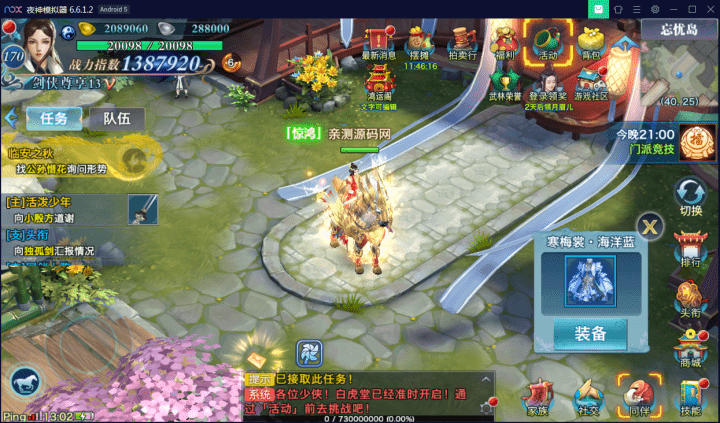 nox 夜神模拟器 6.6.1.2 Android 5
2089060 288000
20098 / 20098
170
战力指数 1387920
-6
剑侠尊享13
最新消息
摆摊
11:46:16
拍卖行
福利
活动
背包
忘忧岛
鸿运阁
文字可编辑
武林荣誉
登录领奖
2天后领月眉儿
游戏社区
(40, 25)
任务
队伍
【惊鸿】 亲测源码网
今晚21:00
门派竞技
临安之秋
找公孙惜花询问形势
[主]活泼少年
向小殷方道谢
[支]头衔
向独孤剑汇报情况
切换
X
寒梅裳·海洋蓝
装备
排行
头衔
商城
提示 已接取此任务！
系统 各位少侠！白虎堂已经准时开启！通
过「活动」前去挑战吧！
家族
社交
同伴
技能
Ping 13:02
0 / 730000000 (0.00%)